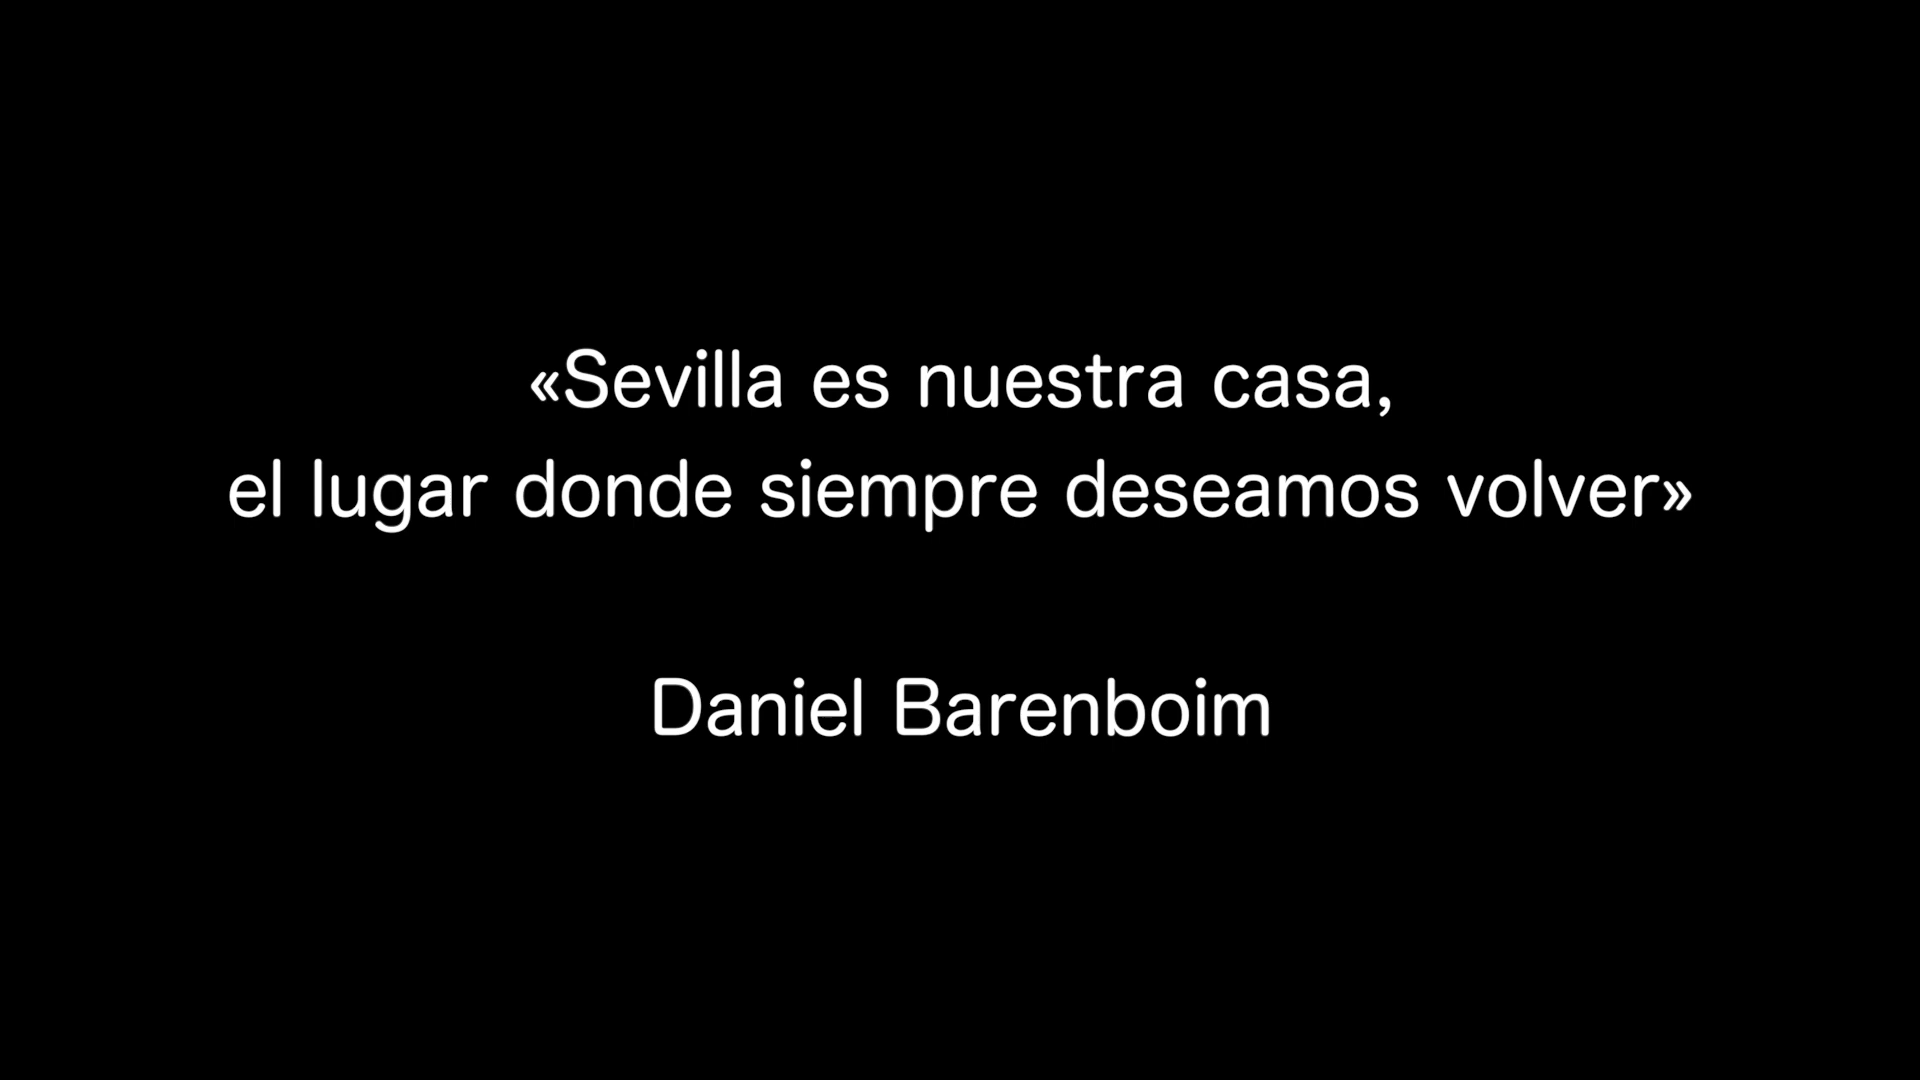 «Sevilla es nuestra casa,
el lugar donde siempre deseamos volver»
Daniel Barenboim